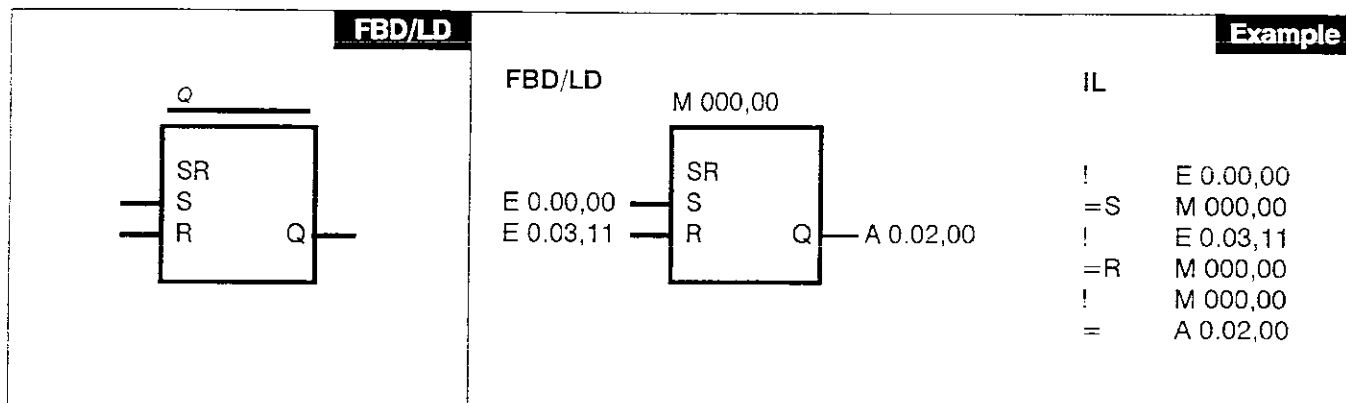 FBD/LD
Q
SR
S
R Q
Example
FBD/LD
M 000,00
SR
E 0.00,00 S
E 0.03,11 R Q A 0.02,00
IL
! E 0.00,00
=S M 000,00
! E 0.03,11
=R M 000,00
! M 000,00
= A 0.02,00